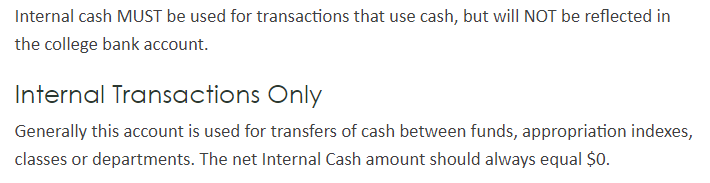 Internal cash MUST be used for transactions that use cash, but will NOT be reflected in
the college bank account.
Internal Transactions Only
Generally this account is used for transfers of cash between funds, appropriation indexes,
classes or departments. The net Internal Cash amount should always equal $0.